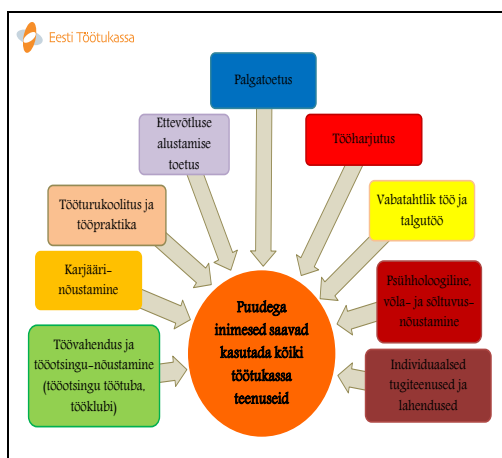 Eesti Töötukassa
Palgatoetus
Ettevõtluse
alustamise
toetus
Tööharjutus
Tööturukoolitus ja
tööpraktika
Vabatahtlik töö ja
talgutöö
Karjääri-
nõustamine
Psühholoogiline,
võla- ja sõltuvus-
nõustamine
Töövahendus ja
tööotsingu-nõustamine
(tööotsingu töötuba,
tööklubi)
Individuaalsed
tugiteenused ja
lahendused
Puudega
inimesed saavad
kasutada kõiki
töötukassa
teenuseid